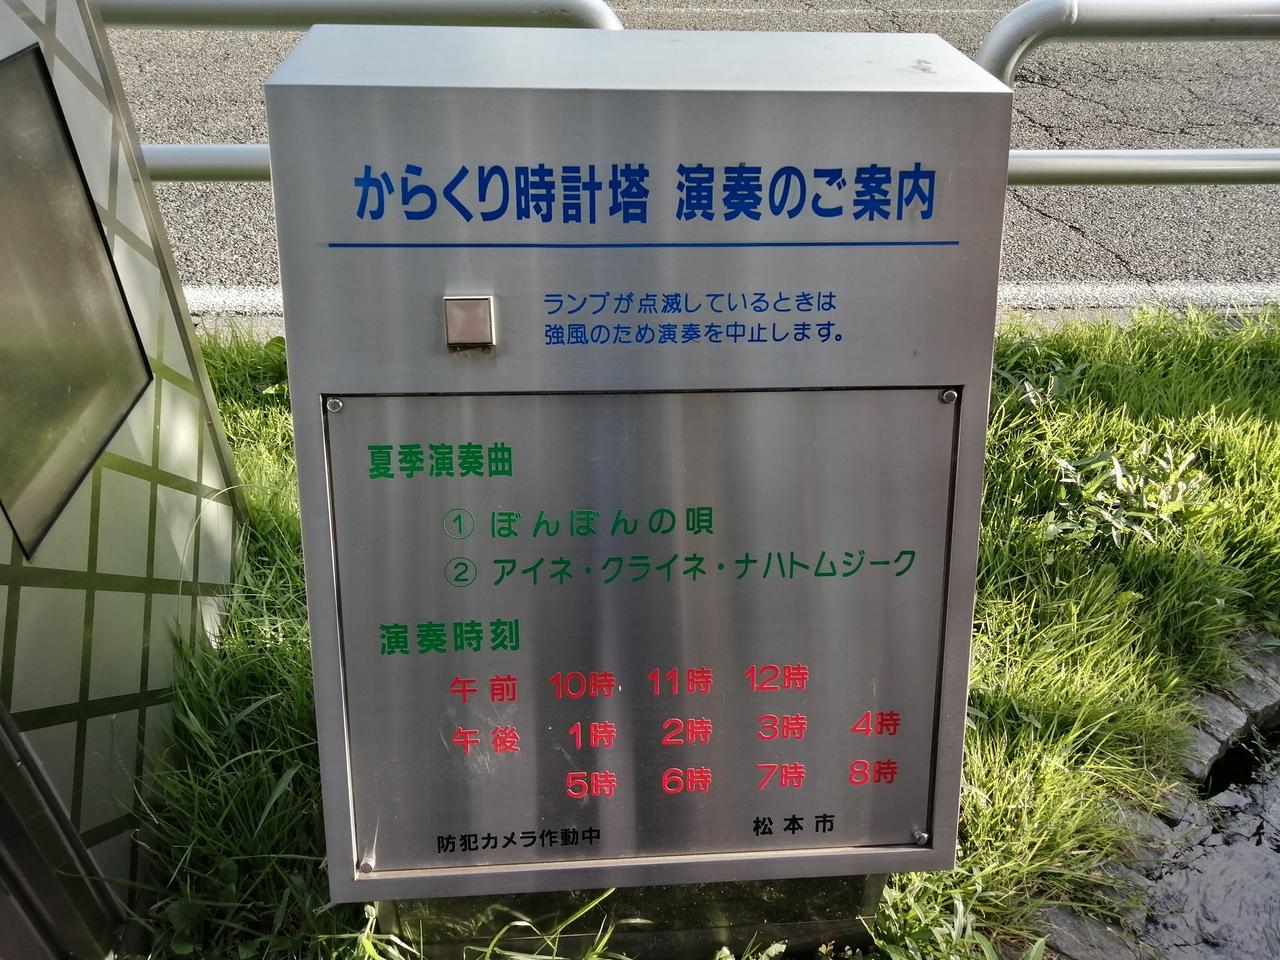 からくり時計塔 演奏のご案内
ランプが点滅しているときは
強風のため演奏を中止します。
夏季演奏曲
① ぼんぼんの唄
② アイネ・クライネ・ナハトムジーク
演奏時刻
午前 10時 11時 12時
午後 1時 2時 3時 4時
5時 6時 7時 8時
防犯カメラ作動中 松本市